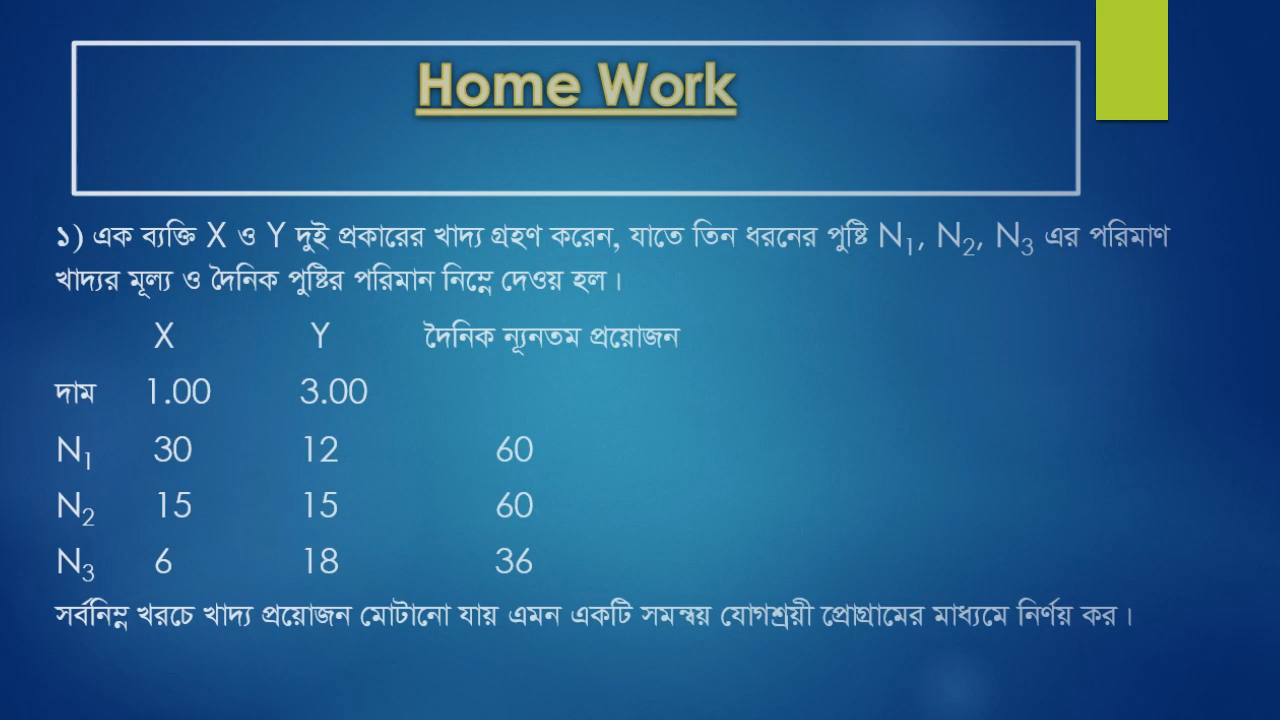 Home Work
১) এক ব্যক্তি X ও Y দুই প্রকারের খাদ্য গ্রহণ করেন, যাতে তিন ধরনের পুষ্টি N1, N2, N3 এর পরিমাণ
খাদ্যর মূল্য ও দৈনিক পুষ্টির পরিমান নিম্নে দেওয় হল।
X Y দৈনিক ন্যূনতম প্রয়োজন
দাম 1.00 3.00
N1 30 12 60
N2 15 15 60
N3 6 18 36
সর্বনিম্ন খরচে খাদ্য প্রয়োজন মোটানো যায় এমন একটি সমন্বয় যোগশ্রয়ী প্রোগ্রামের মাধ্যমে নির্ণয় কর।